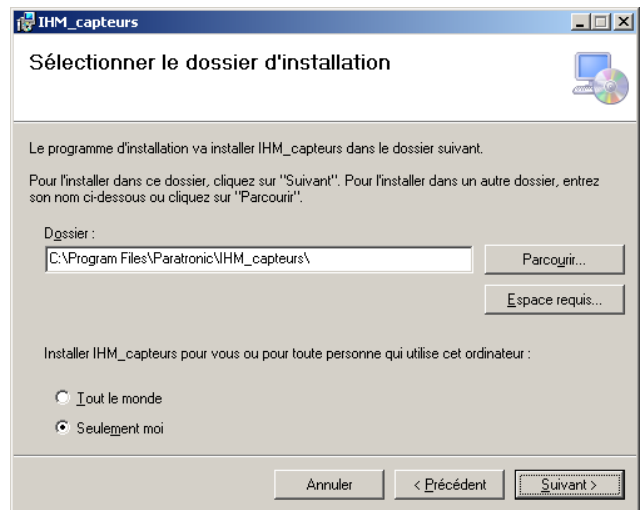 IHM_capteurs
Sélectionner le dossier d'installation
Le programme d'installation va installer IHM_capteurs dans le dossier suivant.
Pour l'installer dans ce dossier, cliquez sur "Suivant". Pour l'installer dans un autre dossier, entrez
son nom ci-dessous ou cliquez sur "Parcourir".
Dossier :
C:\Program Files\Paratronic\IHM_capteurs\
Parcourir...
Espace requis...
Installer IHM_capteurs pour vous ou pour toute personne qui utilise cet ordinateur :
Tout le monde
Seulement moi
Annuler
< Précédent
Suivant >